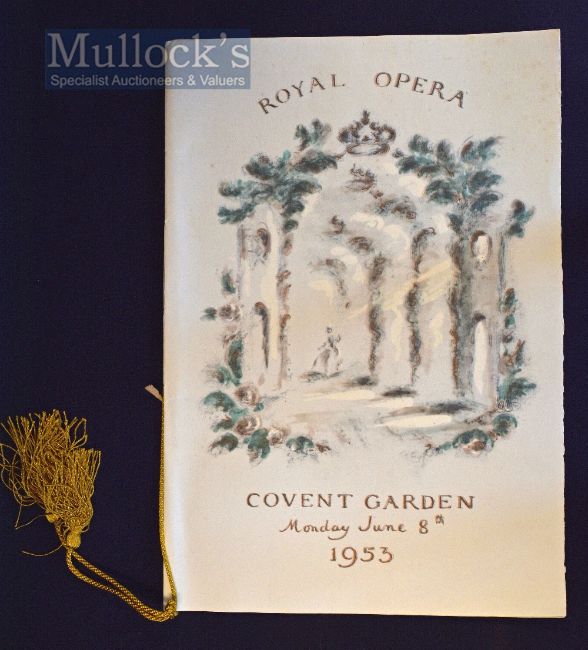 Mullock's
Specialist Auctioneers & Valuers
ROYAL OPERA
COVENT GARDEN
Monday June 8th
1953